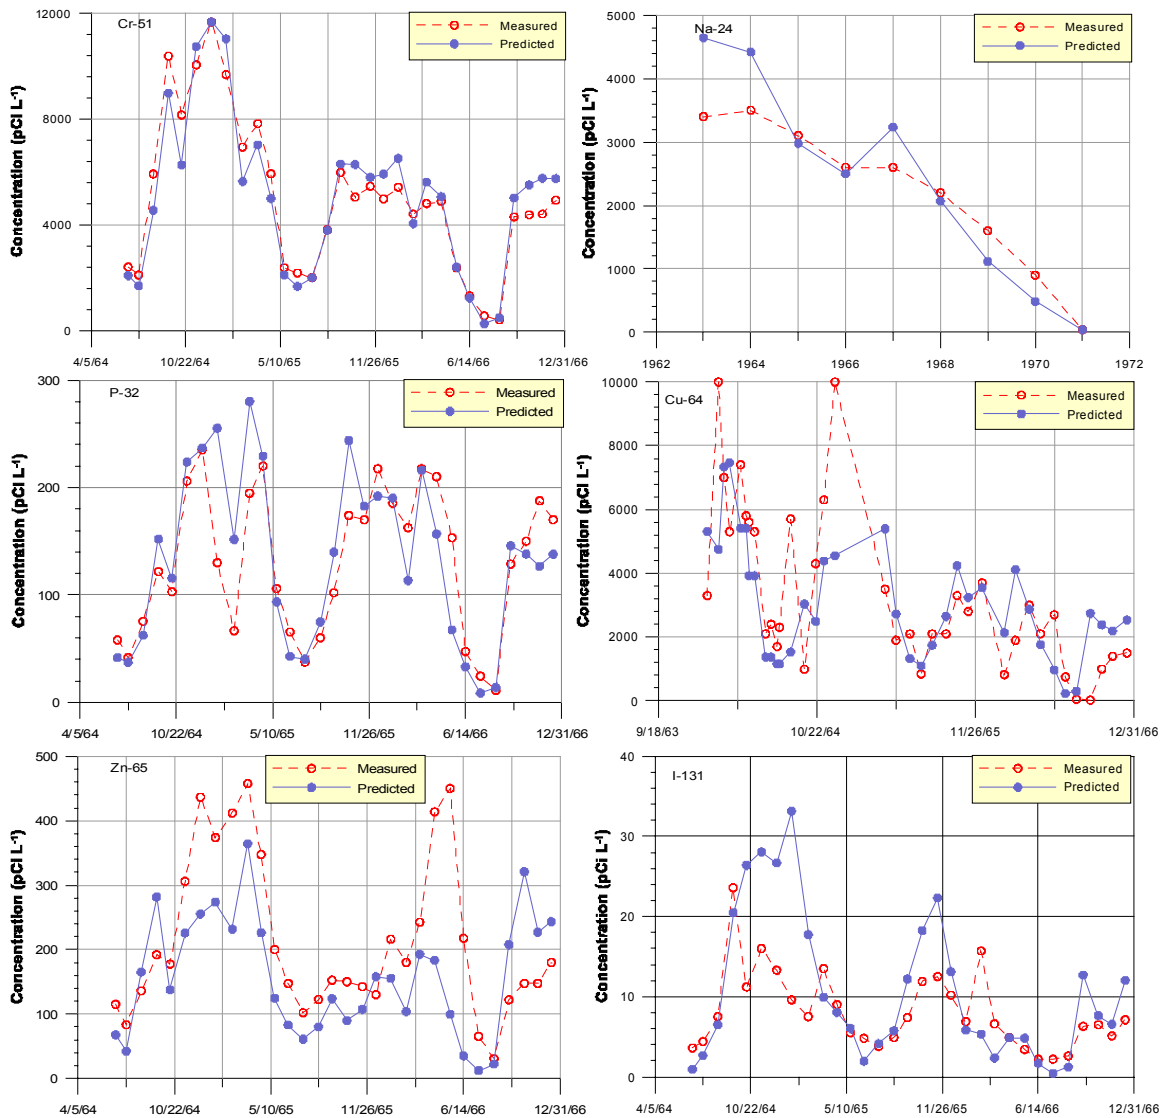 Cr-51
Measured
Predicted
12000
8000
4000
0
Concentration (pCI L-1)
4/5/64 10/22/64 5/10/65 11/26/65 6/14/66 12/31/66
Na-24
Measured
Predicted
5000
4000
3000
2000
1000
0
Concentration (pCI L-1)
1962 1964 1966 1968 1970 1972
P-32
Measured
Predicted
300
200
100
0
Concentration (pCI L-1)
4/5/64 10/22/64 5/10/65 11/26/65 6/14/66 12/31/66
Cu-64
Measured
Predicted
10000
8000
6000
4000
2000
0
Concentration (pCI L-1)
9/18/63 10/22/64 11/26/65 12/31/66
Zn-65
Measured
Predicted
500
400
300
200
100
0
Concentration (pCI L-1)
4/5/64 10/22/64 5/10/65 11/26/65 6/14/66 12/31/66
I-131
Measured
Predicted
40
30
20
10
0
Concentration (pCi L-1)
4/5/64 10/22/64 5/10/65 11/26/65 6/14/66 12/31/66